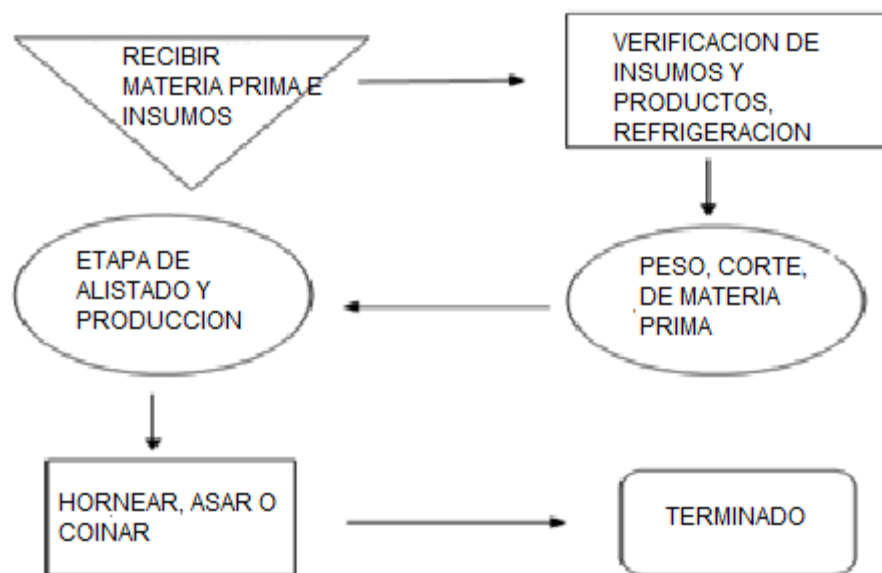 RECIBIR
MATERIA PRIMA E
INSUMOS
VERIFICACION DE
INSUMOS Y
PRODUCTOS,
REFRIGERACION
PESO, CORTE,
DE MATERIA
PRIMA
ETAPA DE
ALISTADO Y
PRODUCCION
HORNEAR, ASAR O
COINAR
TERMINADO